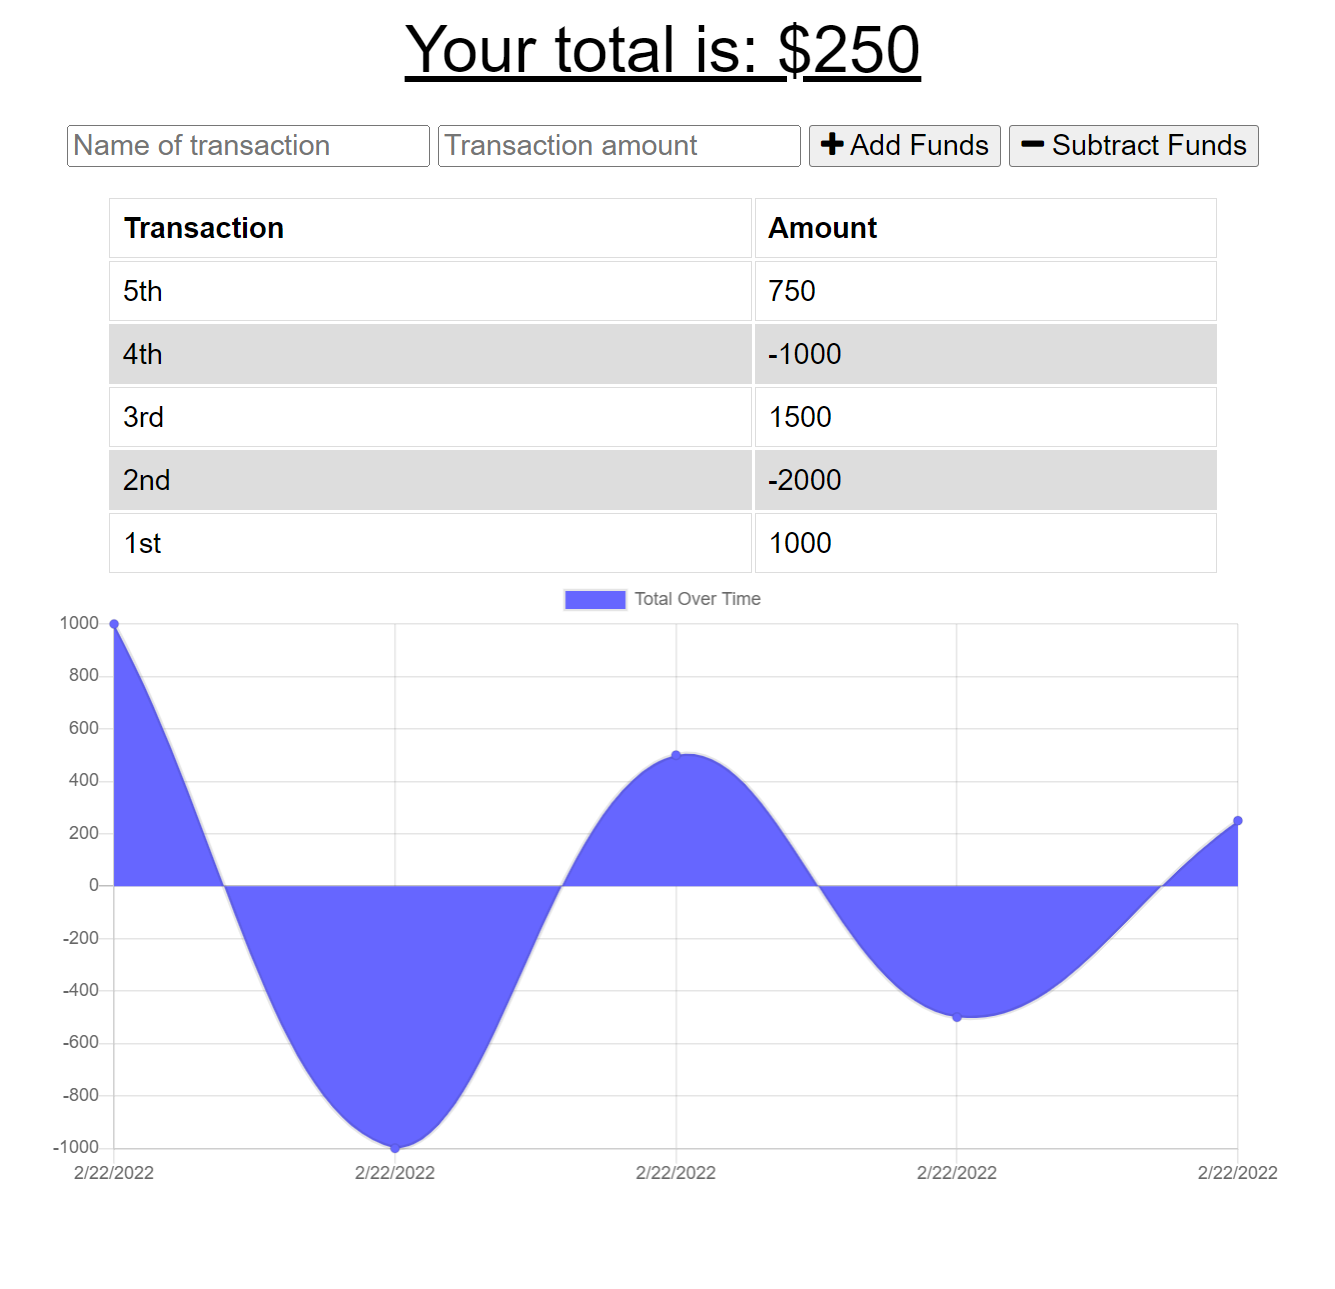 Your total is: $250
Name of transaction Transaction amount Add Funds Subtract Funds
Transaction Amount
5th 750
4th -1000
3rd 1500
2nd -2000
1st 1000
Total Over Time
1000
800
600
400
200
0
-200
-400
-600
-800
-1000
2/22/2022 2/22/2022 2/22/2022 2/22/2022 2/22/2022